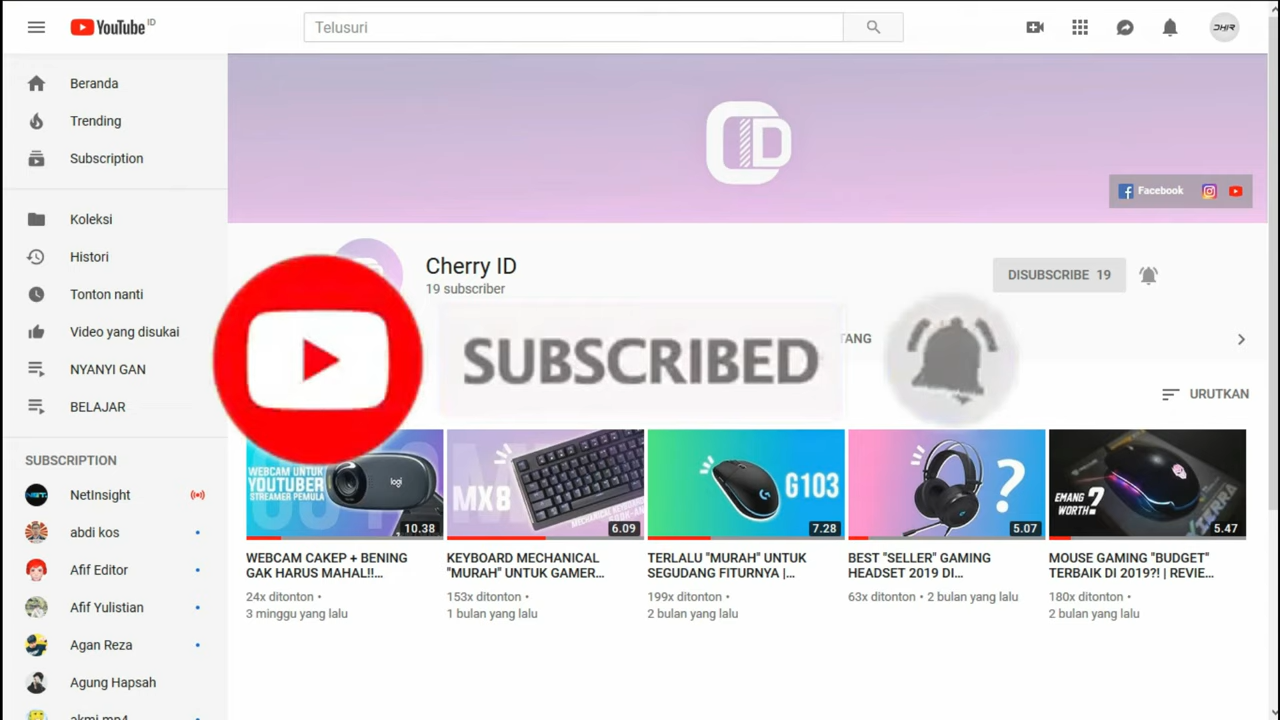 YouTube ID
Telusuri
DHIR
Beranda
Trending
Subscription
Koleksi
Histori
Tonton nanti
Video yang disukai
NYANYI GAN
BELAJAR
SUBSCRIPTION
NetInsight
abdi kos
Afif Editor
Afif Yulistian
Agan Reza
Agung Hapsah
akmi.mp4
Facebook
Cherry ID
19 subscriber
DISUBSCRIBE 19
SUBSCRIBED
TANG
URUTKAN
WEBCAM UNTUK
YOUTUBER
STREAMER PEMULA
logi
10.38
WEBCAM CAKEP + BENING
GAK HARUS MAHAL!!...
24x ditonton •
3 minggu yang lalu
MX8
6.09
KEYBOARD MECHANICAL
"MURAH" UNTUK GAMER...
153x ditonton •
1 bulan yang lalu
G103
7.28
TERLALU "MURAH" UNTUK
SEGUDANG FITURNYA |...
199x ditonton •
2 bulan yang lalu
?
5.07
BEST "SELLER" GAMING
HEADSET 2019 DI...
63x ditonton • 2 bulan yang lalu
EMANG
WORTH?
5.47
MOUSE GAMING "BUDGET"
TERBAIK DI 2019?! | REVIE...
180x ditonton •
2 bulan yang lalu